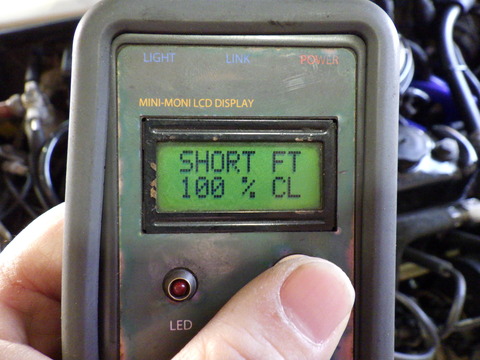 LIGHT LINK POWER
MINI-MONI LCD DISPLAY
SHORT FT
100 % CL
LED